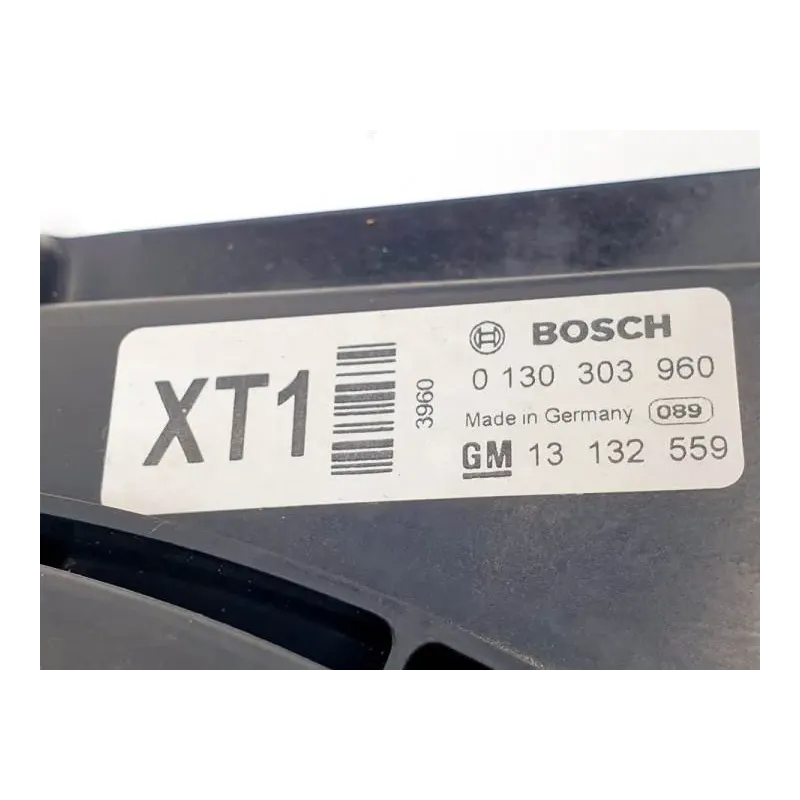 XT1
3960
BOSCH
0 130 303 960
Made in Germany 089
GM 13 132 559